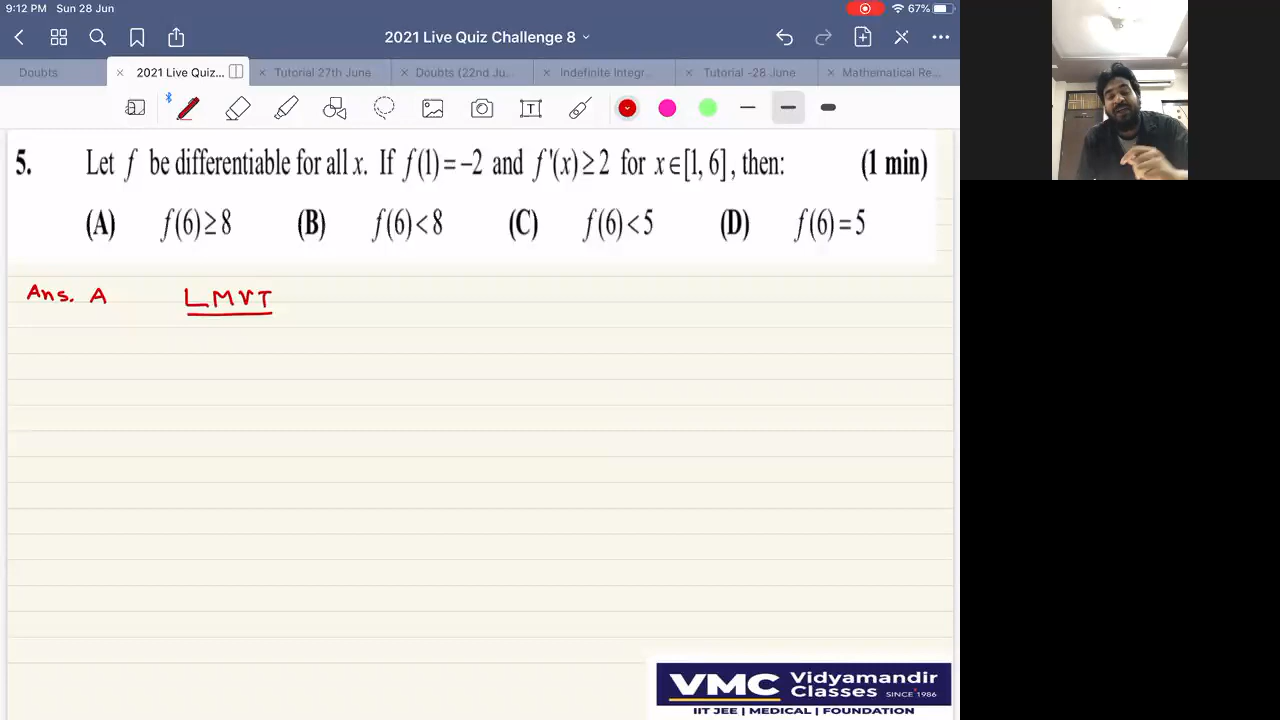 9:12 PM Sun 28 Jun
67%
2021 Live Quiz Challenge 8
Doubts
2021 Live Quiz...
Tutorial 27th June
Doubts (22nd Ju...
Indefinite Integr...
Tutorial -28 June
Mathematical Re...
5. Let f be differentiable for all x. If f(1) = −2 and f'(x) ≥ 2 for x ∈ [1, 6], then: (1 min)
(A) f(6) ≥ 8 (B) f(6) < 8 (C) f(6) < 5 (D) f(6) = 5
Ans. A LMVT
VMC Vidyamandir
Classes SINCE 1986
IIT JEE | MEDICAL | FOUNDATION